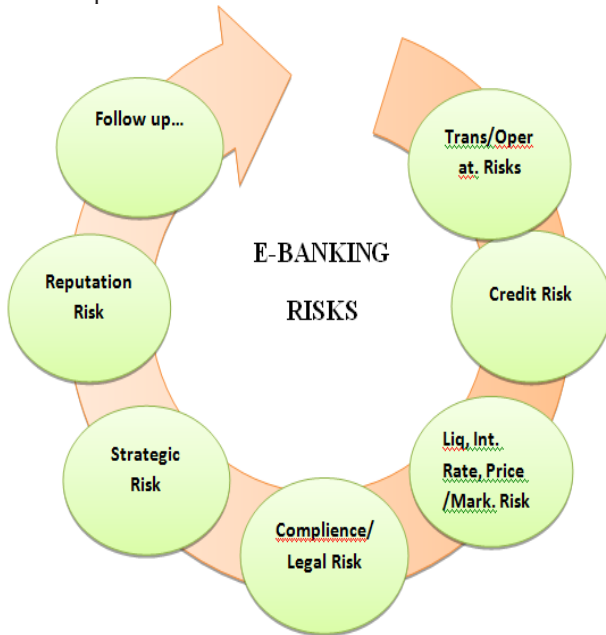 Follow up...
Trans/Oper
at. Risks
E-BANKING
RISKS
Reputation
Risk
Credit Risk
Strategic
Risk
Liq, Int.
Rate, Price
/Mark. Risk
Complience/
Legal Risk